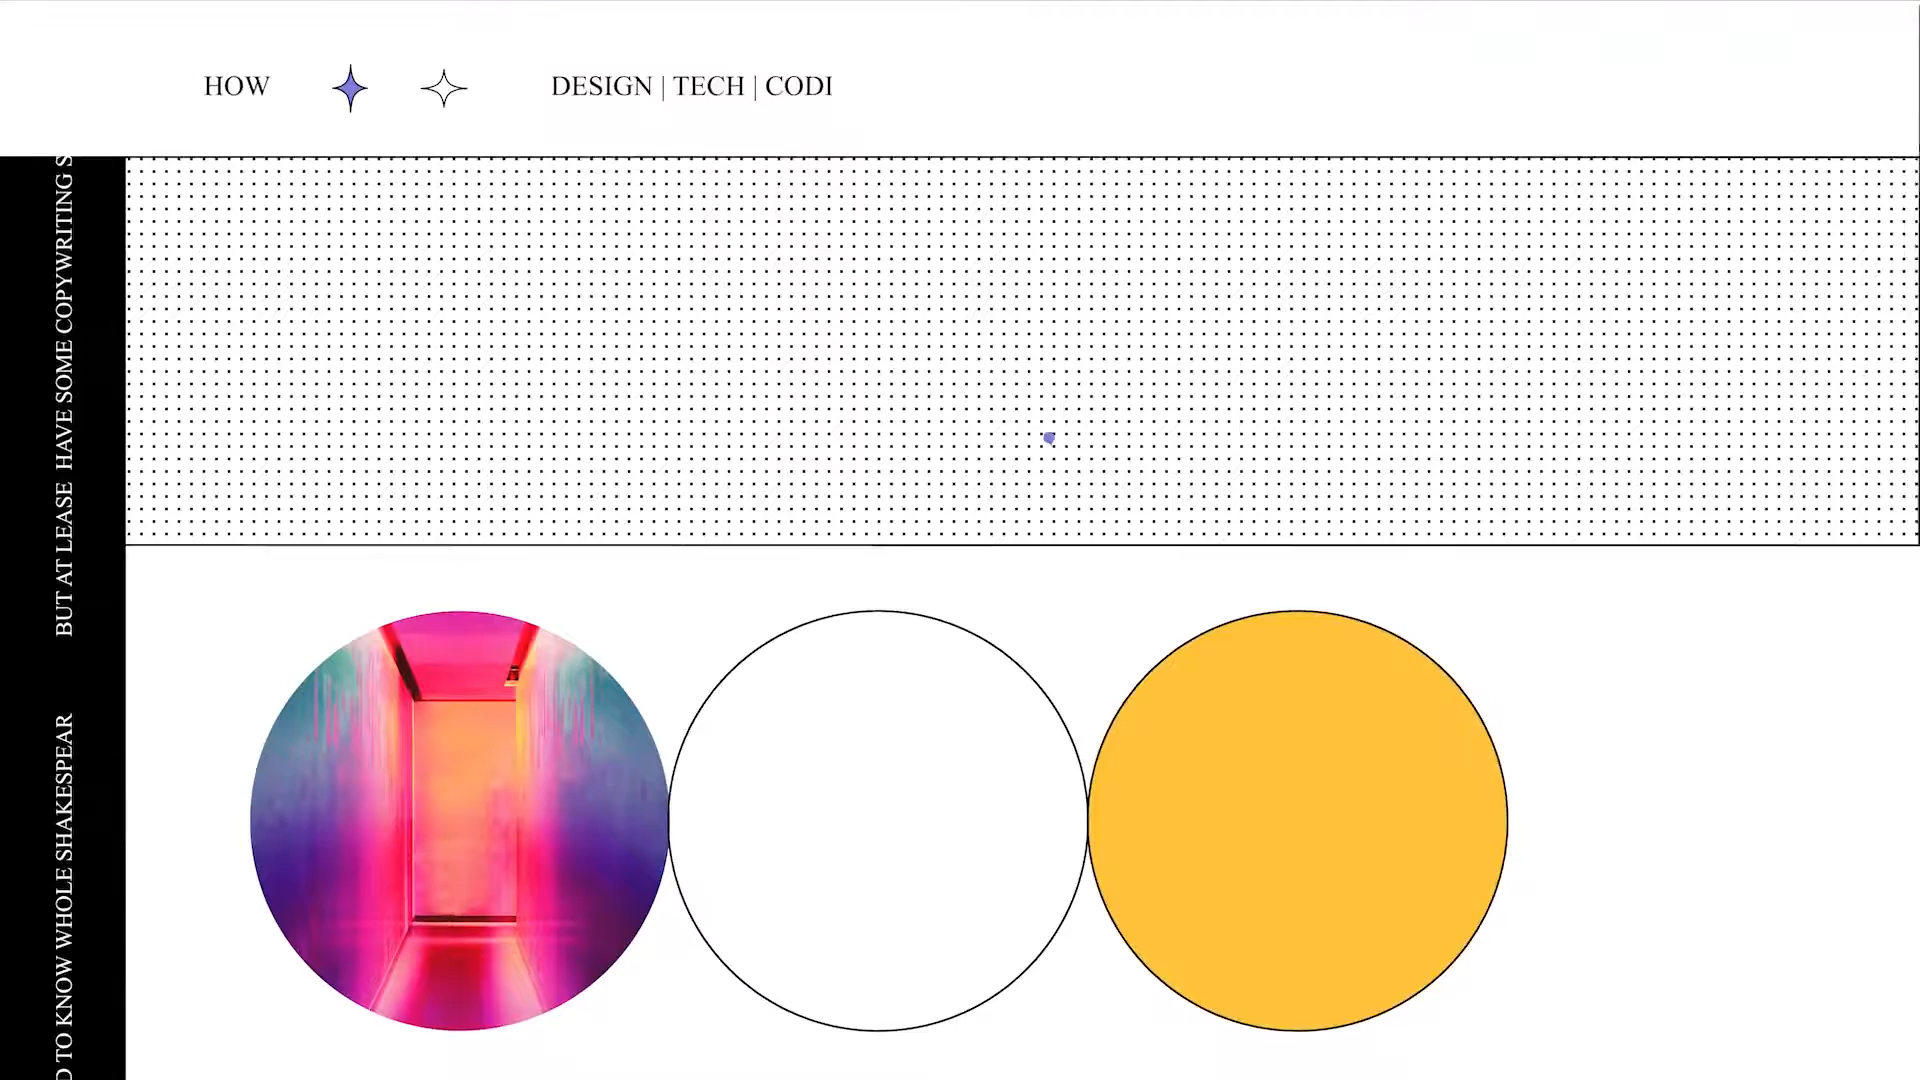 HOW
DESIGN | TECH | CODI
BUT AT LEASE HAVE SOME COPYWRITING S
D TO KNOW WHOLE SHAKESPEAR